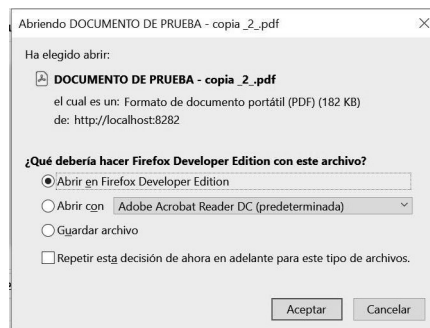 Abriendo DOCUMENTO DE PRUEBA - copia _2_.pdf
Ha elegido abrir:
DOCUMENTO DE PRUEBA - copia _2_.pdf
el cual es un: Formato de documento portátil (PDF) (182 KB)
de: http://localhost:8282
¿Qué debería hacer Firefox Developer Edition con este archivo?
Abrir en Firefox Developer Edition
Abrir con Adobe Acrobat Reader DC (predeterminada)
Guardar archivo
Repetir esta decisión de ahora en adelante para este tipo de archivos.
Aceptar Cancelar